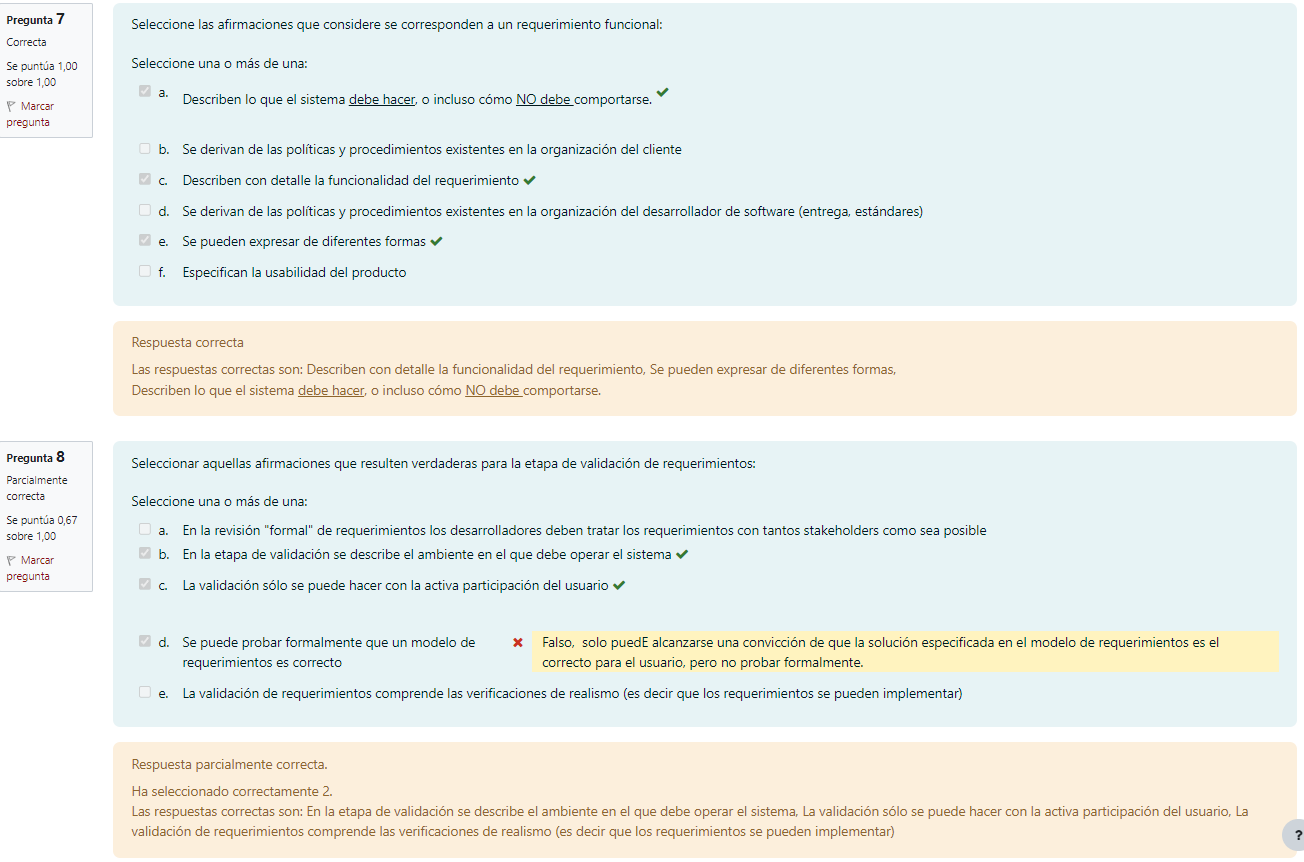 Pregunta 7
Correcta
Se puntúa 1,00
sobre 1,00
Marcar
pregunta
Seleccione las afirmaciones que considere se corresponden a un requerimiento funcional:
Seleccione una o más de una:
a. Describen lo que el sistema debe hacer, o incluso cómo NO debe comportarse.
b. Se derivan de las políticas y procedimientos existentes en la organización del cliente
c. Describen con detalle la funcionalidad del requerimiento
d. Se derivan de las políticas y procedimientos existentes en la organización del desarrollador de software (entrega, estándares)
e. Se pueden expresar de diferentes formas
f. Especifican la usabilidad del producto
Respuesta correcta
Las respuestas correctas son: Describen con detalle la funcionalidad del requerimiento, Se pueden expresar de diferentes formas,
Describen lo que el sistema debe hacer, o incluso cómo NO debe comportarse.
Pregunta 8
Parcialmente
correcta
Se puntúa 0,67
sobre 1,00
Marcar
pregunta
Seleccionar aquellas afirmaciones que resulten verdaderas para la etapa de validación de requerimientos:
Seleccione una o más de una:
a. En la revisión "formal" de requerimientos los desarrolladores deben tratar los requerimientos con tantos stakeholders como sea posible
b. En la etapa de validación se describe el ambiente en el que debe operar el sistema
c. La validación sólo se puede hacer con la activa participación del usuario
d. Se puede probar formalmente que un modelo de
requerimientos es correcto
Falso, solo puedE alcanzarse una convicción de que la solución especificada en el modelo de requerimientos es el
correcto para el usuario, pero no probar formalmente.
e. La validación de requerimientos comprende las verificaciones de realismo (es decir que los requerimientos se pueden implementar)
Respuesta parcialmente correcta.
Ha seleccionado correctamente 2.
Las respuestas correctas son: En la etapa de validación se describe el ambiente en el que debe operar el sistema, La validación sólo se puede hacer con la activa participación del usuario, La
validación de requerimientos comprende las verificaciones de realismo (es decir que los requerimientos se pueden implementar)
?